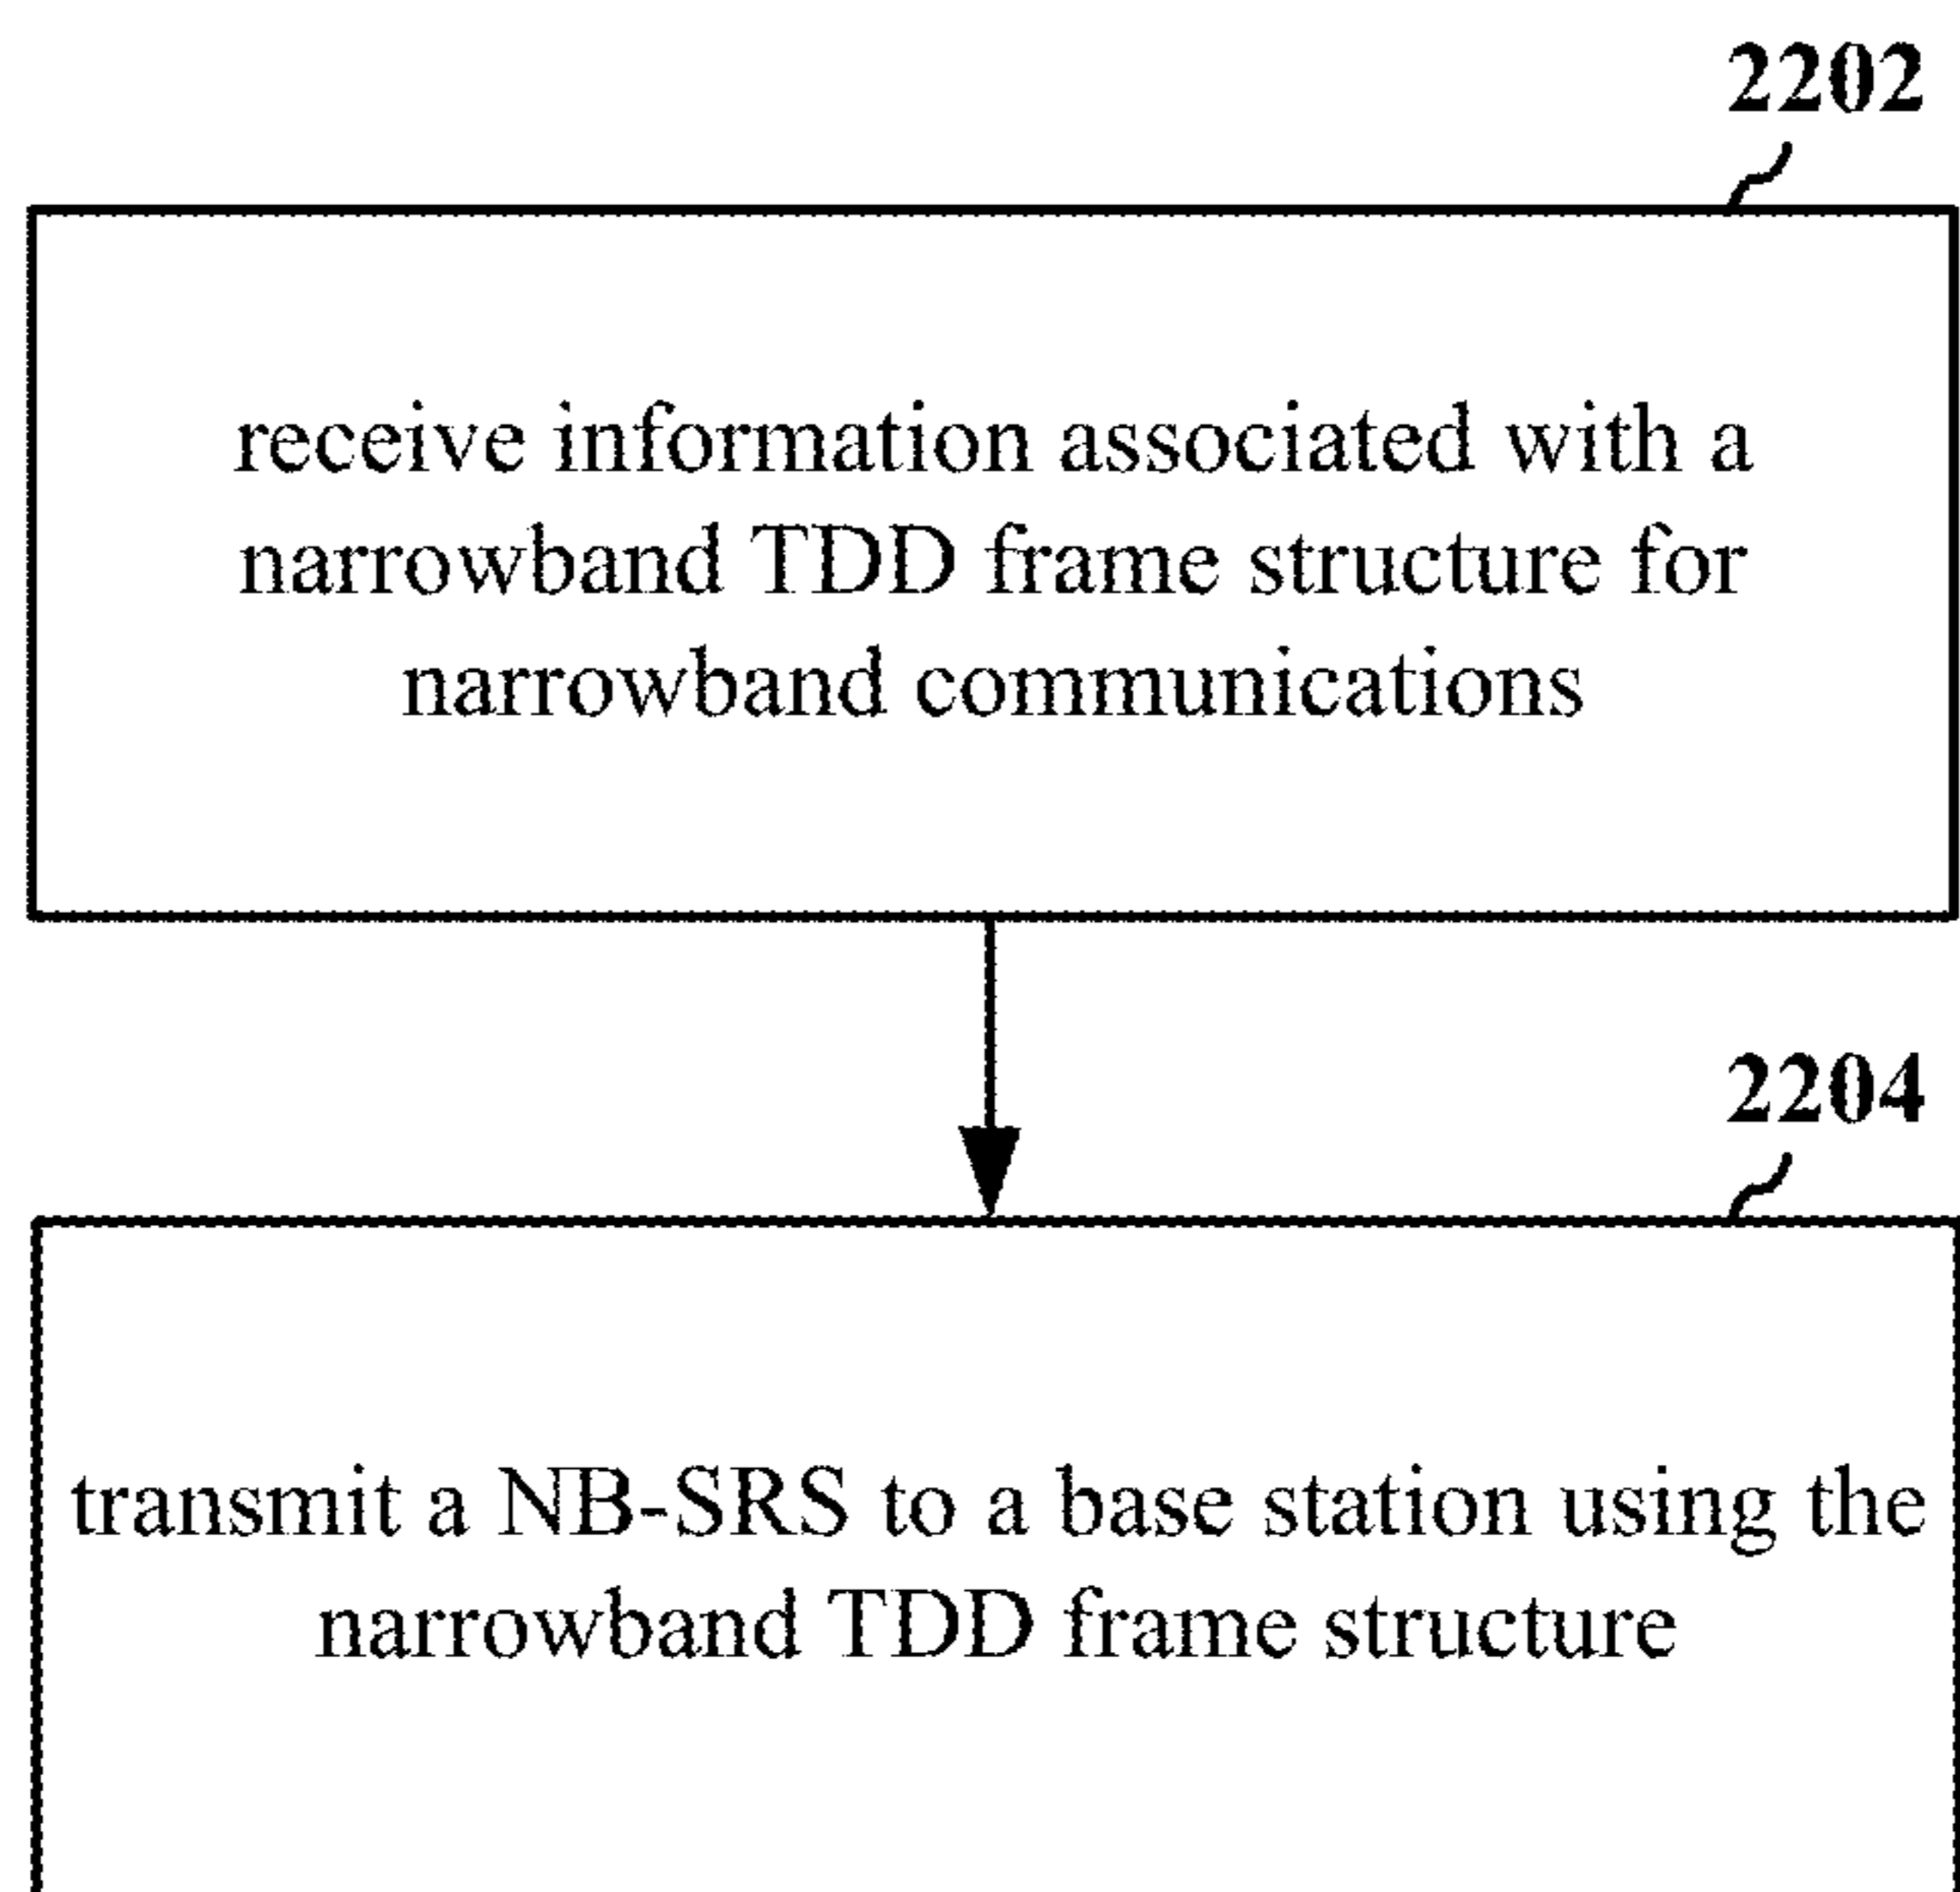 2202
receive information associated with a
narrowband TDD frame structure for
narrowband communications
2204
transmit a NB-SRS to a base station using the
narrowband TDD frame structure